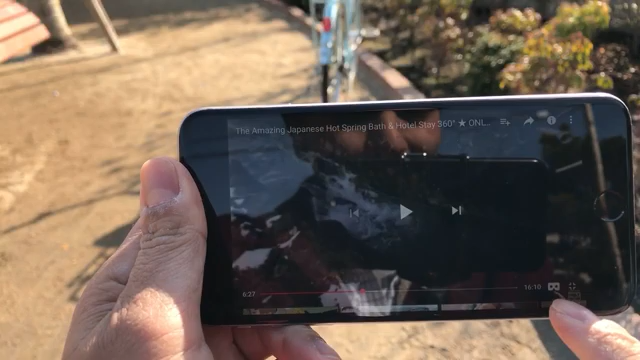 The Amazing Japanese Hot Spring Bath & Hotel Stay 360° ★ ONL...
6:27
16:10